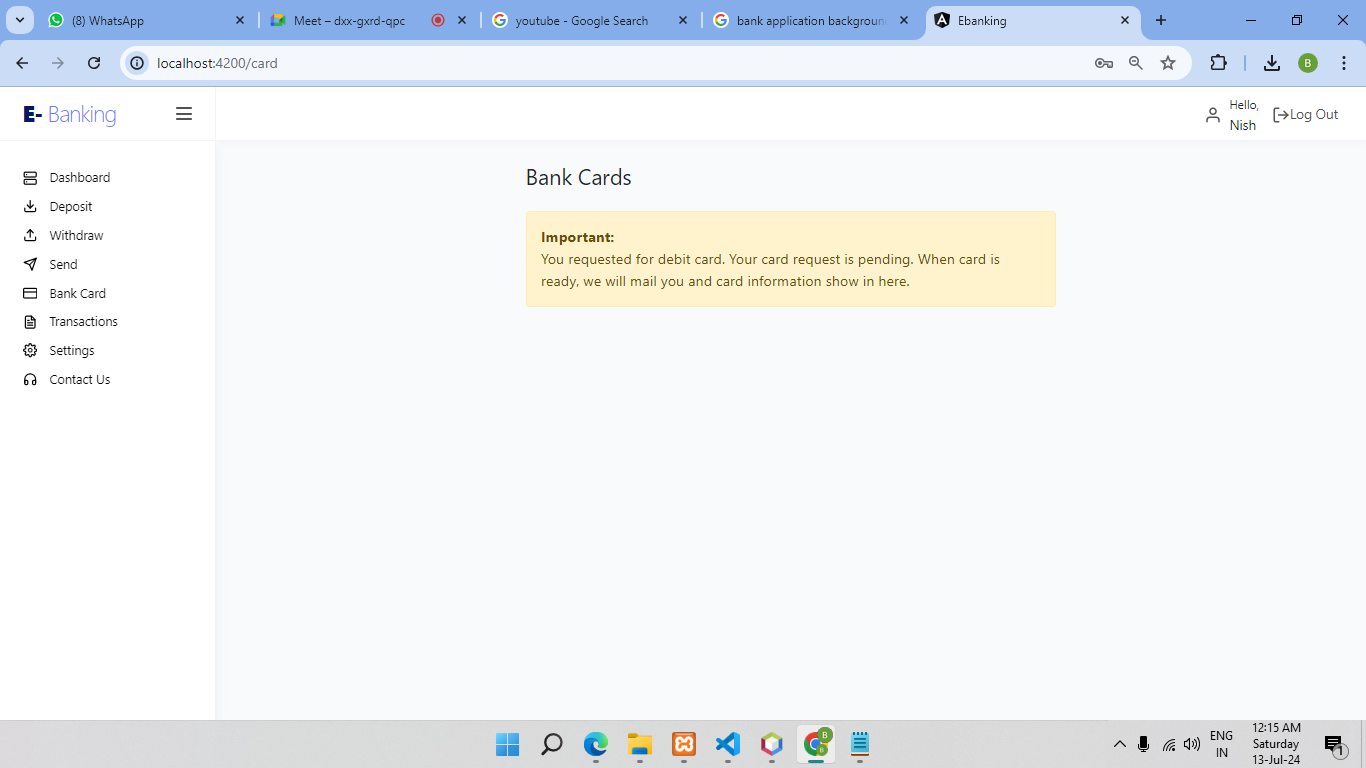 (8) WhatsApp
Meet – dxx-gxrd-qpc
youtube - Google Search
bank application backgroun
Ebanking
localhost:4200/card
B
E- Banking
Hello,
Nish
Log Out
Dashboard
Deposit
Withdraw
Send
Bank Card
Transactions
Settings
Contact Us
Bank Cards
Important:
You requested for debit card. Your card request is pending. When card is
ready, we will mail you and card information show in here.
B
ENG
IN
12:15 AM
Saturday
13-Jul-24
1